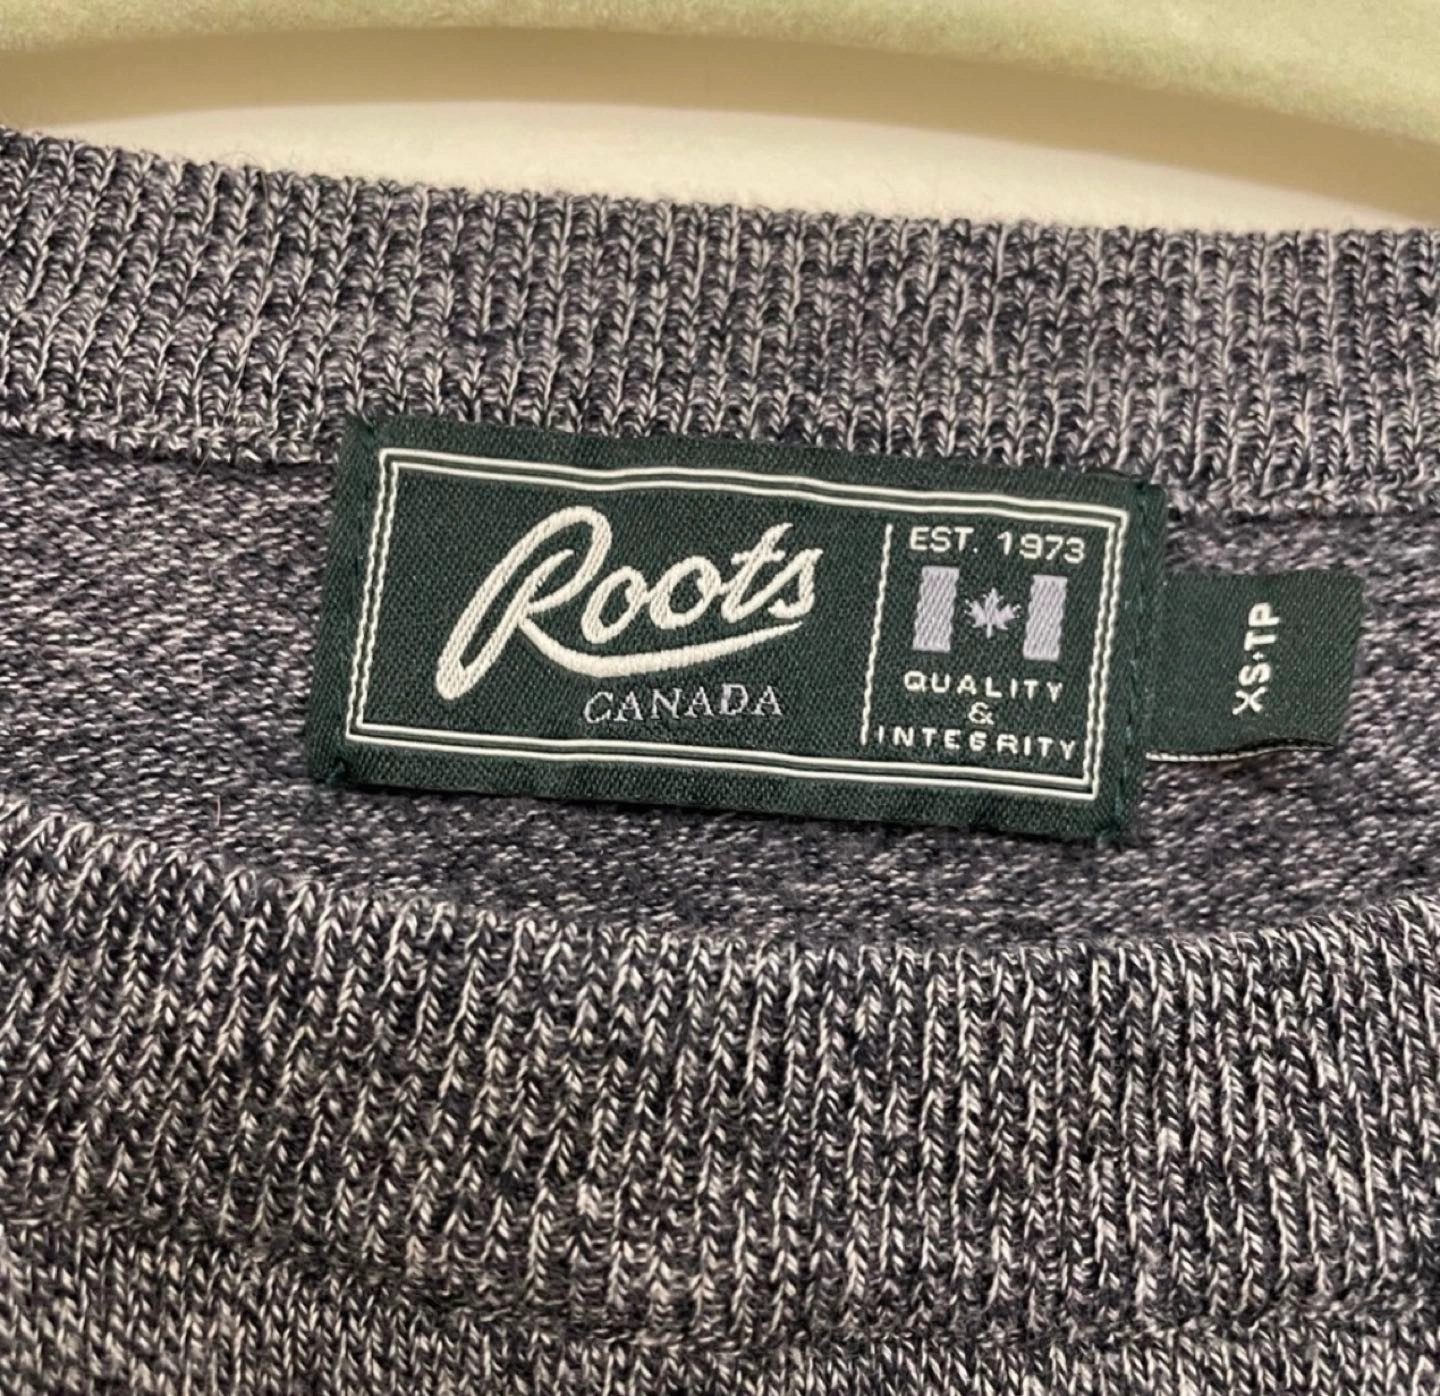 Roots
CANADA
EST. 1973
QUALITY
&
INTEGRITY
XS•TP